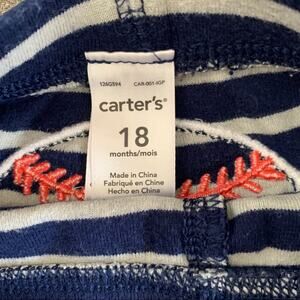 126G594 CAR-001-IGP
carter's®
18
months/mois
Made in China
Fabriqué en Chine
Hecho en China